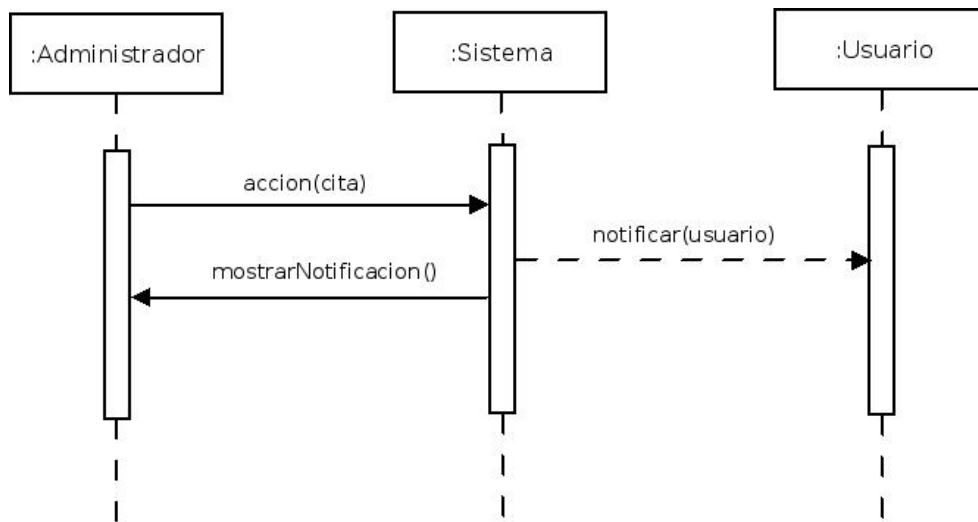 :Administrador
:Sistema
:Usuario
accion(cita)
notificar(usuario)
mostrarNotificacion()